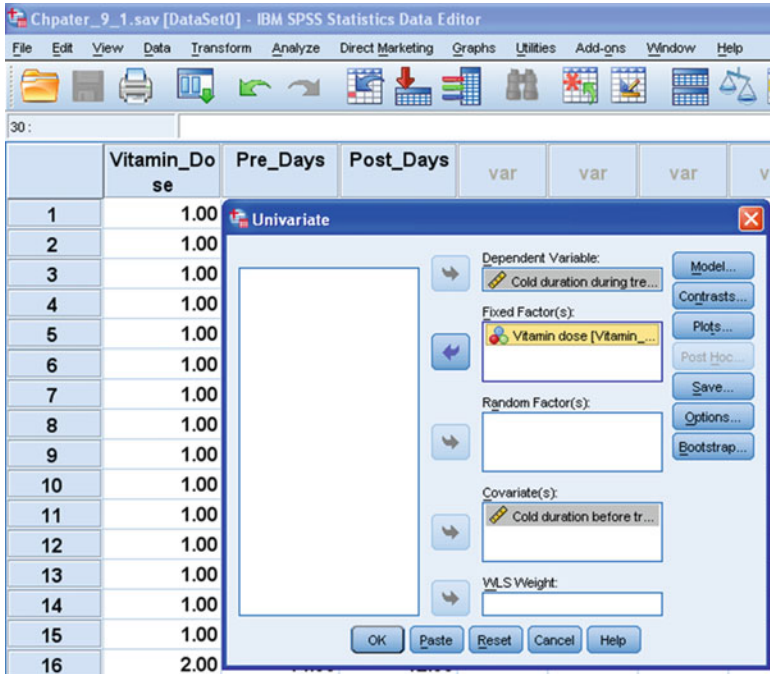 Chpater_9_1.sav [DataSet0] - IBM SPSS Statistics Data Editor
File Edit View Data Transform Analyze Direct Marketing Graphs Utilities Add-ons Window Help
30 :
Vitamin_Do
se
Pre_Days Post_Days var var var
1 1.00
2 1.00
3 1.00
4 1.00
5 1.00
6 1.00
7 1.00
8 1.00
9 1.00
10 1.00
11 1.00
12 1.00
13 1.00
14 1.00
15 1.00
16 2.00
Univariate
Dependent Variable:
Cold duration during tre...
Fixed Factor(s):
Vitamin dose [Vitamin_...
Random Factor(s):
Covariate(s):
Cold duration before tr...
WLS Weight:
Model...
Contrasts...
Plots...
Post Hoc...
Save...
Options...
Bootstrap...
OK Paste Reset Cancel Help